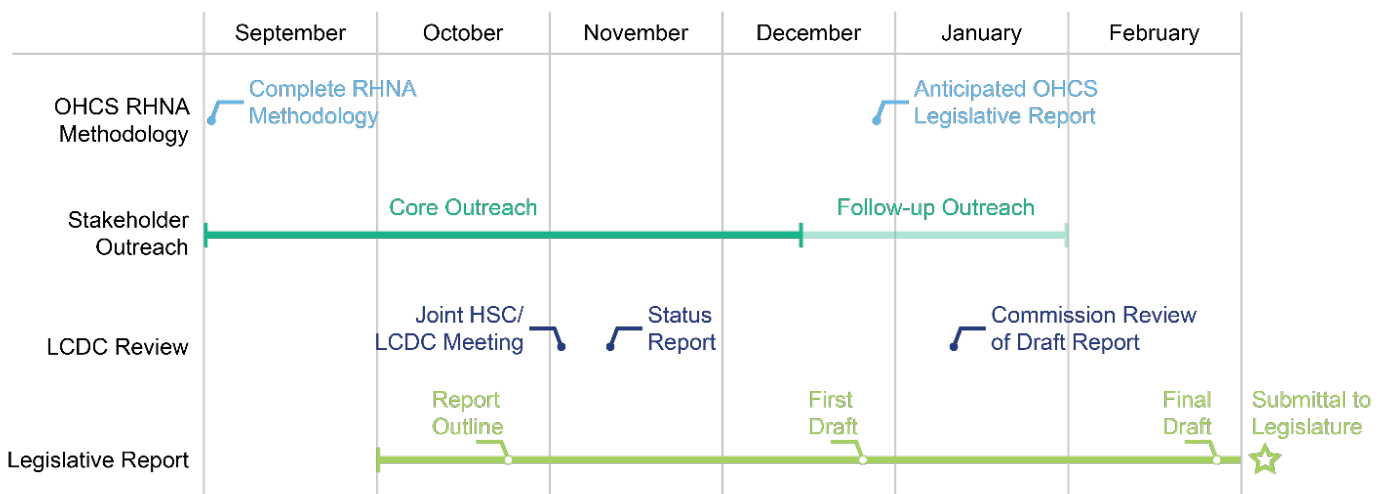 September
October
November
December
January
February
OHCS RHNA
Methodology
Complete RHNA
Methodology
Anticipated OHCS
Legislative Report
Stakeholder
Outreach
Core Outreach
Follow-up Outreach
LCDC Review
Joint HSC/
LCDC Meeting
Status
Report
Commission Review
of Draft Report
Legislative Report
Report
Outline
First
Draft
Final
Draft
Submittal to
Legislature